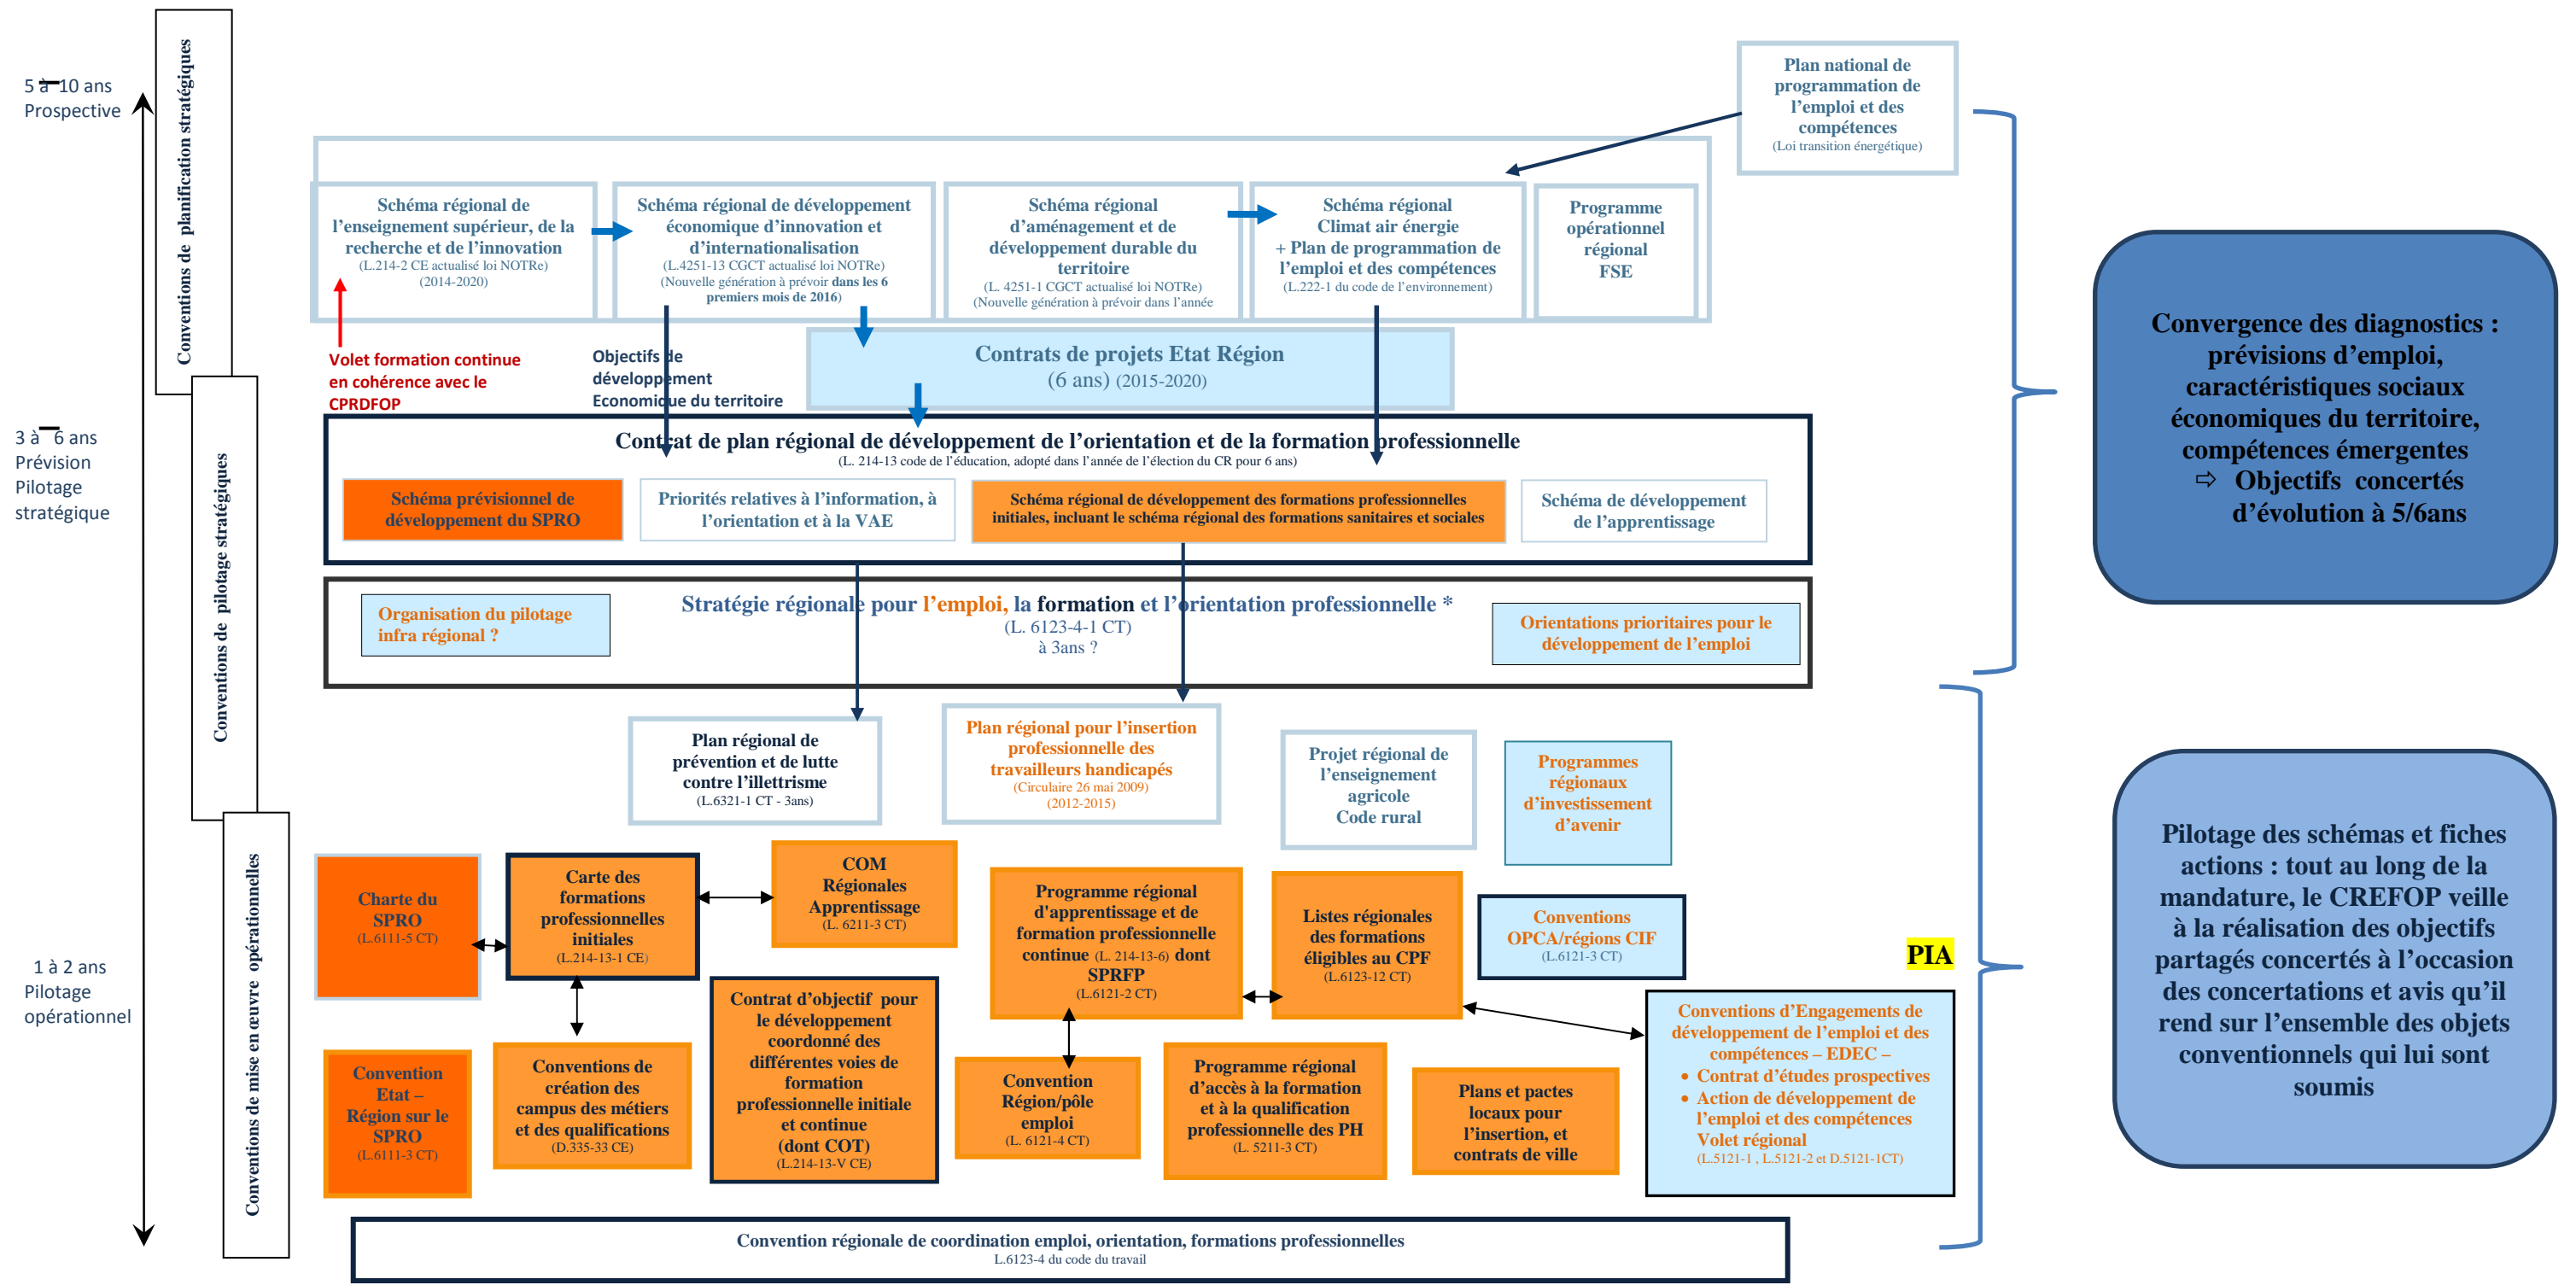 5 à 10 ans
Prospective
3 à 6 ans
Prévision
Pilotage
stratégique
1 à 2 ans
Pilotage
opérationnel
Conventions de planification stratégiques
Conventions de pilotage stratégiques
Conventions de mise en œuvre opérationnelles
Plan national de
programmation de
l'emploi et des
compétences
(Loi transition énergétique)
Schéma régional de
l'enseignement supérieur, de la
recherche et de l'innovation
(L.214-2 CE actualisé loi NOTRe)
(2014-2020)
Schéma régional de développement
économique d'innovation et
d'internationalisation
(L.4251-13 CGCT actualisé loi NOTRe)
(Nouvelle génération à prévoir dans les 6
premiers mois de 2016)
Schéma régional
d'aménagement et de
développement durable du
territoire
(L. 4251-1 CGCT actualisé loi NOTRe)
(Nouvelle génération à prévoir dans l'année
Schéma régional
Climat air énergie
+ Plan de programmation de
l'emploi et des compétences
(L.222-1 du code de l'environnement)
Programme
opérationnel
régional
FSE
Volet formation continue
en cohérence avec le
CPRDFOP
Objectifs de
développement
Economique du territoire
Contrats de projets Etat Région
(6 ans) (2015-2020)
Contrat de plan régional de développement de l'orientation et de la formation professionnelle
(L. 214-13 code de l'éducation, adopté dans l'année de l'élection du CR pour 6 ans)
Schéma prévisionnel de
développement du SPRO
Priorités relatives à l'information, à
l'orientation et à la VAE
Schéma régional de développement des formations professionnelles
initiales, incluant le schéma régional des formations sanitaires et sociales
Schéma de développement
de l'apprentissage
Organisation du pilotage
infra régional ?
Stratégie régionale pour l'emploi, la formation et l'orientation professionnelle *
(L. 6123-4-1 CT)
à 3ans ?
Orientations prioritaires pour le
développement de l'emploi
Plan régional de
prévention et de lutte
contre l'illettrisme
(L.6321-1 CT - 3ans)
Plan régional pour l'insertion
professionnelle des
travailleurs handicapés
(Circulaire 26 mai 2009)
(2012-2015)
Projet régional de
l'enseignement
agricole
Code rural
Programmes
régionaux
d'investissement
d'avenir
Charte du
SPRO
(L.6111-5 CT)
Carte des
formations
professionnelles
initiales
(L.214-13-1 CE)
COM
Régionales
Apprentissage
(L. 6211-3 CT)
Programme régional
d'apprentissage et de
formation professionnelle
continue (L. 214-13-6) dont
SPRFP
(L.6121-2 CT)
Listes régionales
des formations
éligibles au CPF
(L.6123-12 CT)
Conventions
OPCA/régions CIF
(L.6121-3 CT)
PIA
Convention
Etat –
Région sur le
SPRO
(L.6111-3 CT)
Conventions de
création des
campus des métiers
et des qualifications
(D.335-33 CE)
Contrat d'objectif pour
le développement
coordonné des
différentes voies de
formation
professionnelle initiale
et continue
(dont COT)
(L.214-13-V CE)
Convention
Région/pôle
emploi
(L. 6121-4 CT)
Programme régional
d'accès à la formation
et à la qualification
professionnelle des PH
(L. 5211-3 CT)
Plans et pactes
locaux pour
l'insertion, et
contrats de ville
Conventions d'Engagements de
développement de l'emploi et des
compétences – EDEC –
• Contrat d'études prospectives
• Action de développement de
l'emploi et des compétences
Volet régional
(L.5121-1 , L.5121-2 et D.5121-1CT)
Convention régionale de coordination emploi, orientation, formations professionnelles
L.6123-4 du code du travail
Convergence des diagnostics :
prévisions d'emploi,
caractéristiques sociaux
économiques du territoire,
compétences émergentes
⇨ Objectifs concertés
d'évolution à 5/6ans
Pilotage des schémas et fiches
actions : tout au long de la
mandature, le CREFOP veille
à la réalisation des objectifs
partagés concertés à l'occasion
des concertations et avis qu'il
rend sur l'ensemble des objets
conventionnels qui lui sont
soumis